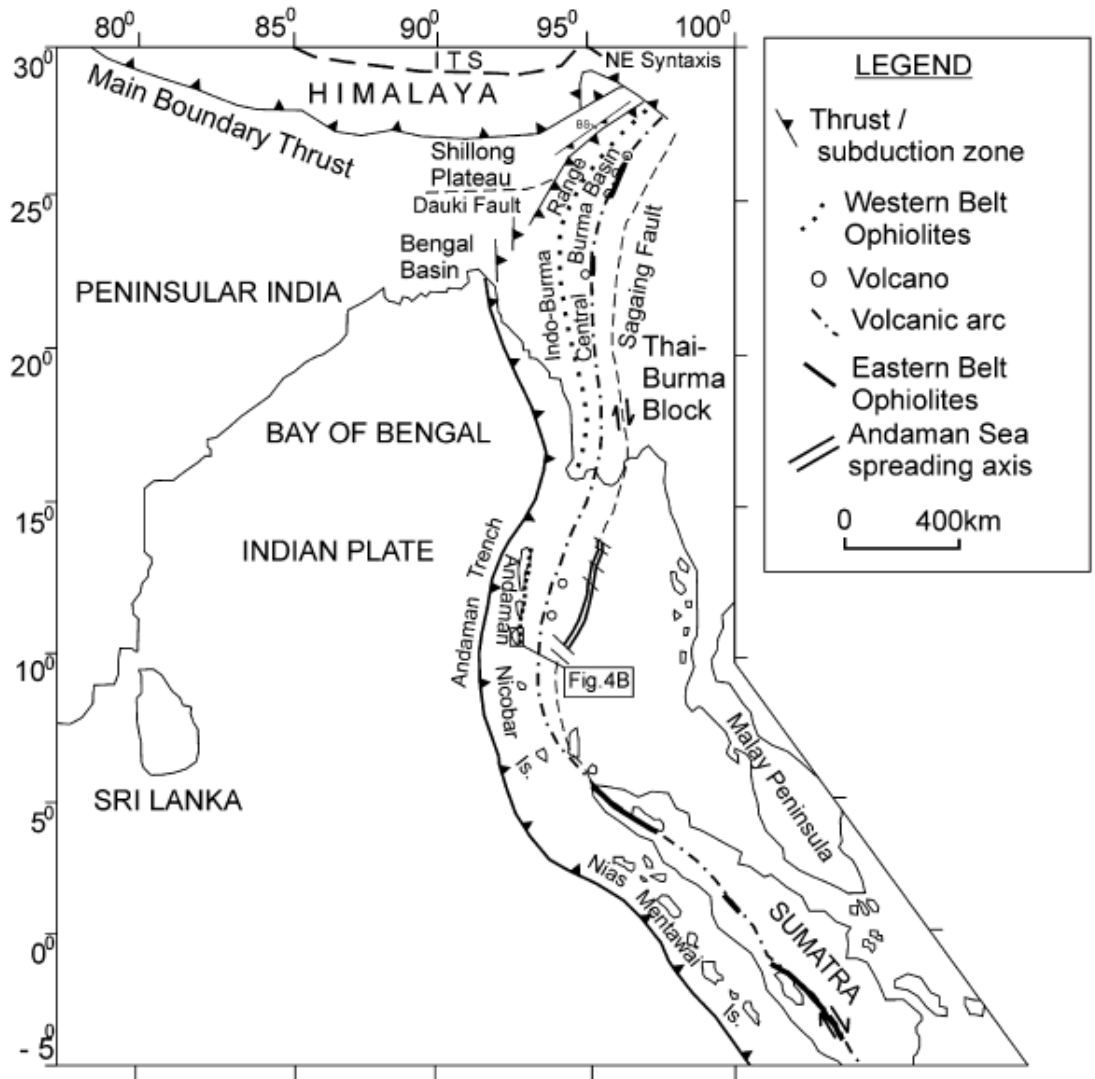 80⁰ 85⁰ 90⁰ 95⁰ 100⁰
30⁰
25⁰
20⁰
15⁰
10⁰
5⁰
0⁰
- 5⁰
I T S
NE Syntaxis
HIMALAYA
Main Boundary Thrust
Shillong
Plateau
Dauki Fault
Bengal
Basin
PENINSULAR INDIA
Indo-Burma Range
Central Burma Basin
Sagaing Fault
Thai-
Burma
Block
BAY OF BENGAL
INDIAN PLATE
Andaman Trench
Andaman
Nicobar
Is.
Fig.4B
SRI LANKA
Malay Peninsula
Nias
Mentawai
Is.
SUMATRA
LEGEND
Thrust /
subduction zone
Western Belt
Ophiolites
Volcano
Volcanic arc
Eastern Belt
Ophiolites
Andaman Sea
spreading axis
0 400km